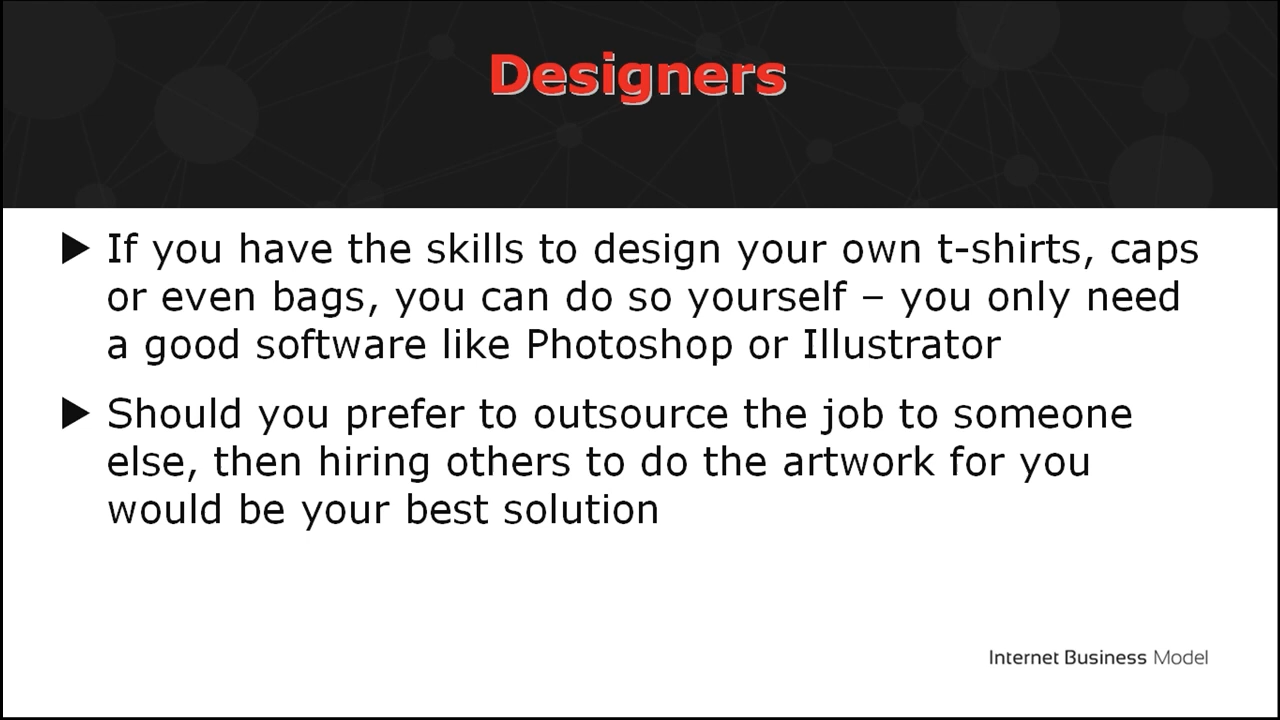 Designers
If you have the skills to design your own t-shirts, caps
or even bags, you can do so yourself – you only need
a good software like Photoshop or Illustrator
Should you prefer to outsource the job to someone
else, then hiring others to do the artwork for you
would be your best solution
Internet Business Model